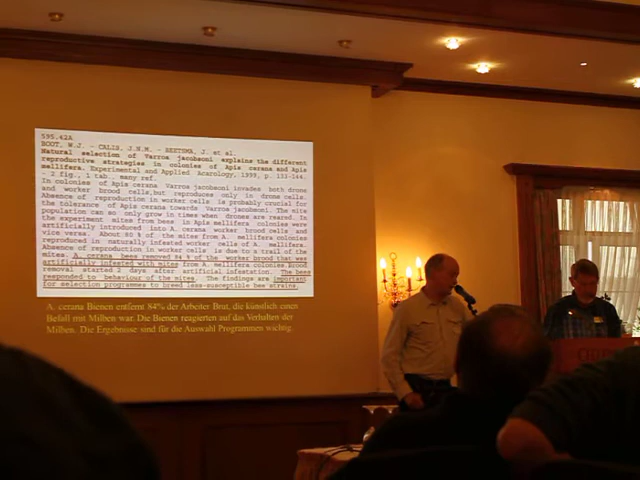 595.42A
BOOT, W.J. - CALIS, J.N.M. - BEETSMA, J. et al.
Natural selection of Varroa jacobsoni explains the different
reproductive strategies in colonies of Apis cerana and Apis
mellifera. Experimental and Applied Acarology, 1999, p. 133-144.
- 2 fig., 1 tab., many ref.
In colonies of Apis cerana Varroa jacobsoni invades both drone
and worker brood cells, but reproduces only in drone cells.
Absence of reproduction in worker cells is probably crucial for
the tolerance of Apis cerana towards Varroa jacobsoni. The mite
population can so only grow in times when drones are reared. In
the experiment mites from bees in Apis mellifera colonies were
artificially introduced into A. cerana worker brood cells and
vice versa. About 80 % of the mites from A. mellifera colonies
reproduced in naturally infested worker cells of A. mellifera.
Absence of reproduction in worker cells is due to a trait of the
mites. A. cerana bees removed 84 % of the worker brood that was
artificially infested with mites from A. mellifera colonies. Brood
removal started 2 days after artificial infestation. The bees
responded to behaviour of the mites. The findings are important
for selection programmes to breed less-susceptible bee strains.
A. cerana Bienen entfernt 84% der Arbeiter Brut, die künstlich einen
Befall mit Milben war. Die Bienen reagierten auf das Verhalten der
Milben. Die Ergebnisse sind für die Auswahl Programmen wichtig.